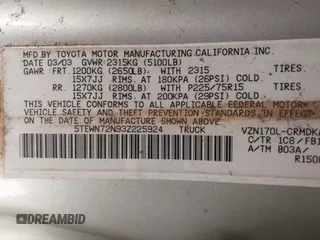 MFD.BY TOYOTA MOTOR MANUFACTURING,CALIFORNIA.INC.
DATE 03/03 GVWR 2315KG (5100LB)
GAWR FRT.1200KG (2650LB) WITH 2315 TIRES
15X7JJ RIMS.AT 180KPA (26PSI) COLD.
RR. 1270KG (2800LB) WITH P225/75R15 TIRES
15X7JJ RIMS.AT 200KPA (29PSI) COLD.
THIS VEHICLE CONFORMS TO ALL APPLICABLE FEDERAL MOTOR
VEHICLE SAFETY AND THEFT PREVENTION STANDARDS IN
EFFECT ON THE DATE OF MANUFACTURE SHOWN ABOVE.
5TEWN72N93Z225924 TRUCK VZN170L-CRMDKA
C/TR 1C8/FB1
A/TM B03A/
R150F